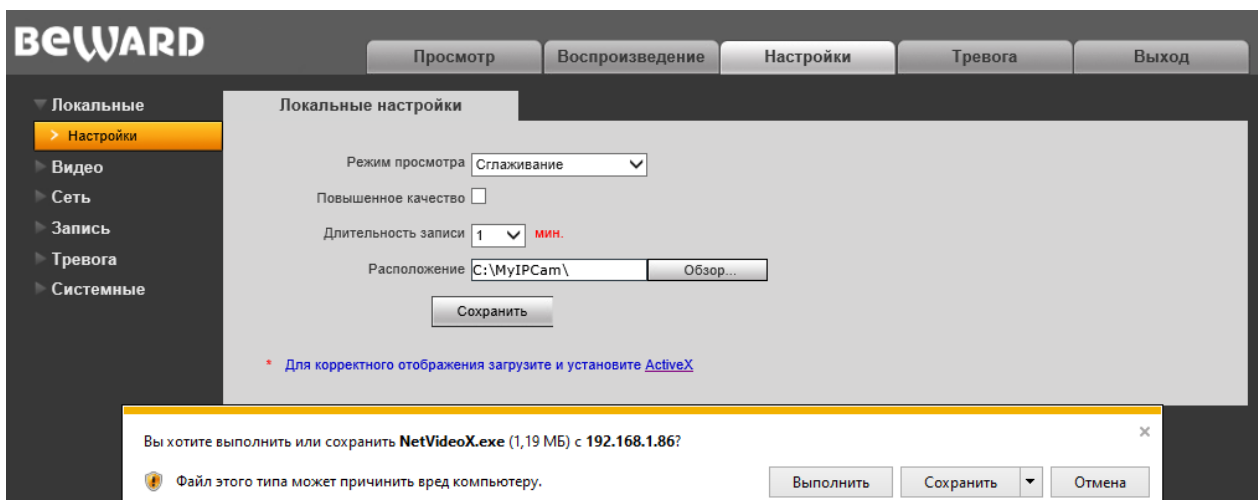 BEWARD
Просмотр Воспроизведение Настройки Тревога Выход
Локальные
Настройки
Видео
Сеть
Запись
Тревога
Системные
Локальные настройки
Режим просмотра Сглаживание
Повышенное качество
Длительность записи 1 мин.
Расположение C:\MyIPCam\ Обзор...
Сохранить
* Для корректного отображения загрузите и установите ActiveX
Вы хотите выполнить или сохранить NetVideoX.exe (1,19 МБ) с 192.168.1.86?
Файл этого типа может причинить вред компьютеру.
Выполнить Сохранить Отмена